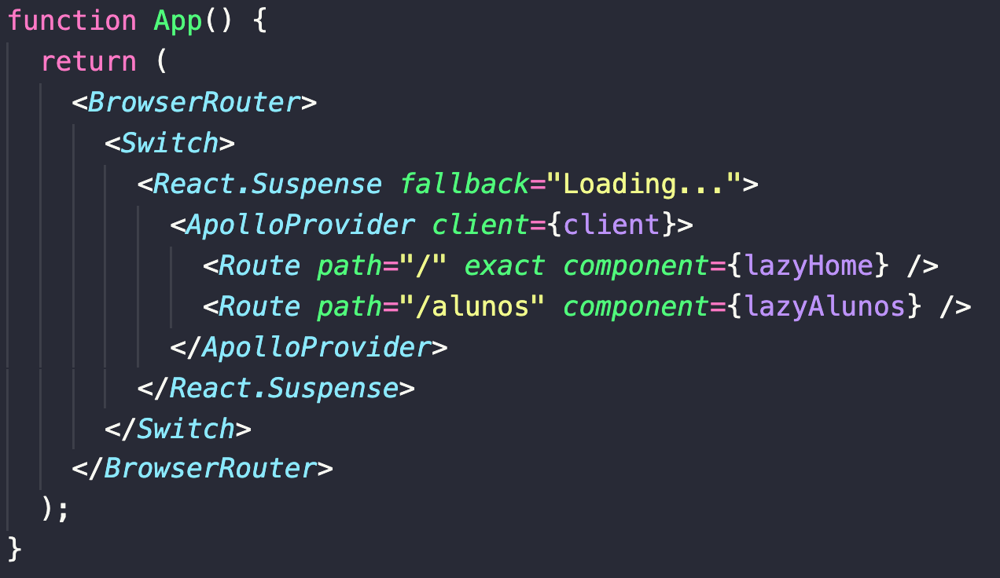 function App() {
return (
<BrowserRouter>
<Switch>
<React.Suspense fallback="Loading...">
<ApolloProvider client={client}>
<Route path="/" exact component={lazyHome} />
<Route path="/alunos" component={lazyAlunos} />
</ApolloProvider>
</React.Suspense>
</Switch>
</BrowserRouter>
);
}